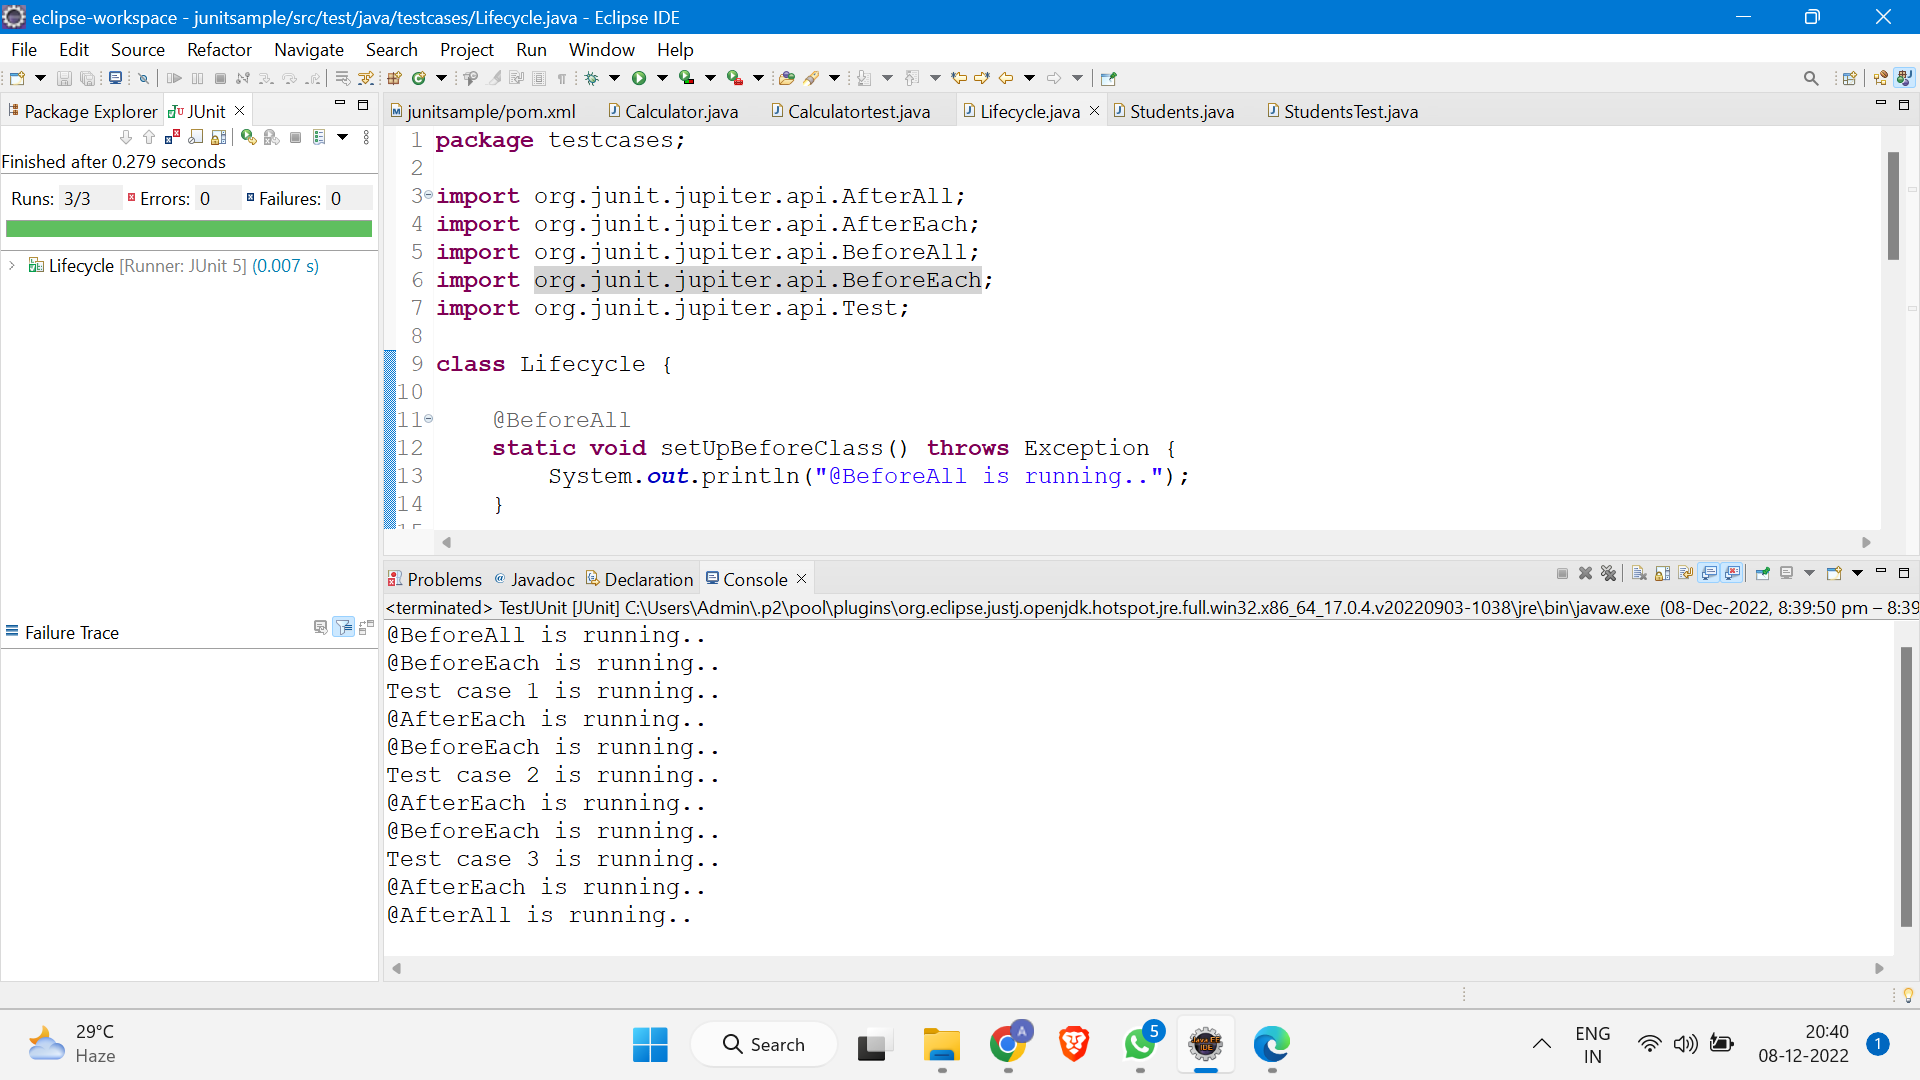 eclipse-workspace - junitsample/src/test/java/testcases/Lifecycle.java - Eclipse IDE
File Edit Source Refactor Navigate Search Project Run Window Help
Package Explorer JUnit
Finished after 0.279 seconds
Runs: 3/3 Errors: 0 Failures: 0
Lifecycle [Runner: JUnit 5] (0.007 s)
Failure Trace
junitsample/pom.xml Calculator.java Calculatortest.java Lifecycle.java Students.java StudentsTest.java
1 package testcases;
2
3 import org.junit.jupiter.api.AfterAll;
4 import org.junit.jupiter.api.AfterEach;
5 import org.junit.jupiter.api.BeforeAll;
6 import org.junit.jupiter.api.BeforeEach;
7 import org.junit.jupiter.api.Test;
8
9 class Lifecycle {
10
11 @BeforeAll
12 static void setUpBeforeClass() throws Exception {
13 System.out.println("@BeforeAll is running..");
14 }
Problems @ Javadoc Declaration Console
<terminated> TestJUnit [JUnit] C:\Users\Admin\.p2\pool\plugins\org.eclipse.justj.openjdk.hotspot.jre.full.win32.x86_64_17.0.4.v20220903-1038\jre\bin\javaw.exe (08-Dec-2022, 8:39:50 pm – 8:39
@BeforeAll is running..
@BeforeEach is running..
Test case 1 is running..
@AfterEach is running..
@BeforeEach is running..
Test case 2 is running..
@AfterEach is running..
@BeforeEach is running..
Test case 3 is running..
@AfterEach is running..
@AfterAll is running..
29°C
Haze
Search
A
5
ENG
IN
20:40
08-12-2022
1